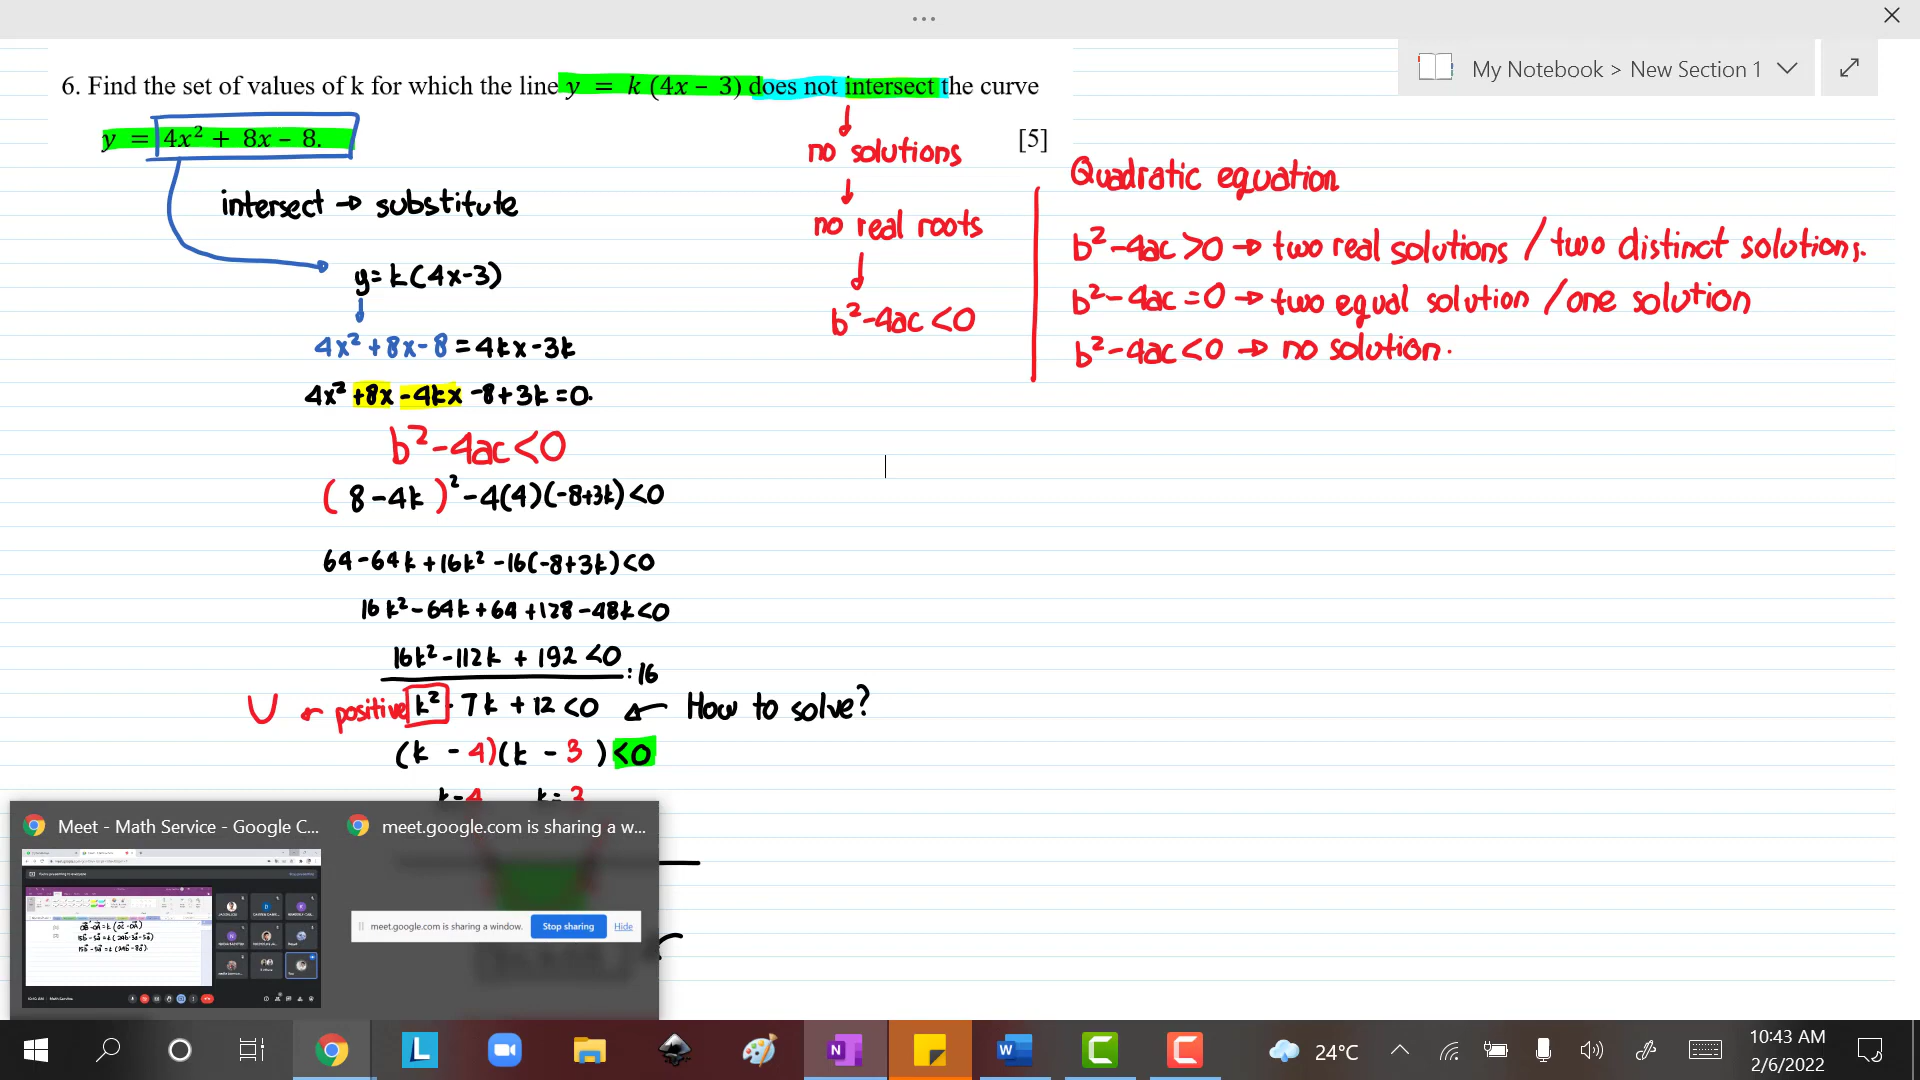 6. Find the set of values of k for which the line y = k (4x – 3) does not intersect the curve
y = 4x² + 8x – 8.
[5]
My Notebook > New Section 1
intersect → substitute
y=k(4x-3)
4x²+8x-8=4kx-3k
4x²+8x-4kx-8+3k=0.
b²-4ac<0
(8-4k)²-4(4)(-8+3k)<0
64-64k+16k²-16(-8+3k)<0
16k²-64k+64+128-48k<0
16k²-112k+192<0
:16
U ← positive k²-7k+12<0 ← How to solve?
(k-4)(k-3)<0
no solutions
no real roots
b²-4ac<0
Quadratic equation
b²-4ac>0 → two real solutions / two distinct solutions.
b²-4ac=0 → two equal solution / one solution
b²-4ac<0 → no solution.
Meet - Math Service - Google C...
meet.google.com is sharing a w...
meet.google.com is sharing a window.
Stop sharing
Hide
24°C
10:43 AM
2/6/2022